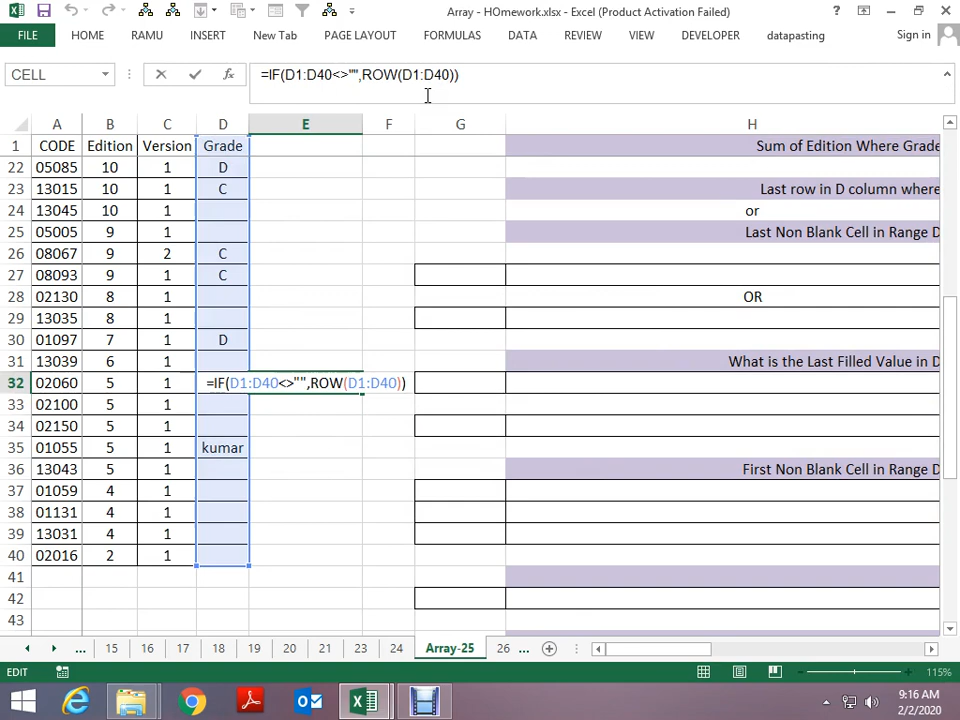 Array - HOmework.xlsx - Excel (Product Activation Failed)
FILE HOME RAMU INSERT New Tab PAGE LAYOUT FORMULAS DATA REVIEW VIEW DEVELOPER datapasting Sign in
CELL =IF(D1:D40<>"",ROW(D1:D40))
A B C D E F G H
1 CODE Edition Version Grade Sum of Edition Where Grade
22 05085 10 1 D
23 13015 10 1 C Last row in D column where
24 13045 10 1 or
25 05005 9 1 Last Non Blank Cell in Range D
26 08067 9 2 C
27 08093 9 1 C
28 02130 8 1 OR
29 13035 8 1
30 01097 7 1 D
31 13039 6 1 What is the Last Filled Value in D
32 02060 5 1 =IF(D1:D40<>"",ROW(D1:D40))
33 02100 5 1
34 02150 5 1
35 01055 5 1 kumar
36 13043 5 1 First Non Blank Cell in Range D
37 01059 4 1
38 01131 4 1
39 13031 4 1
40 02016 2 1
41
42
43
... 15 16 17 18 19 20 21 23 24 Array-25 26 ...
EDIT 115%
9:16 AM
2/2/2020